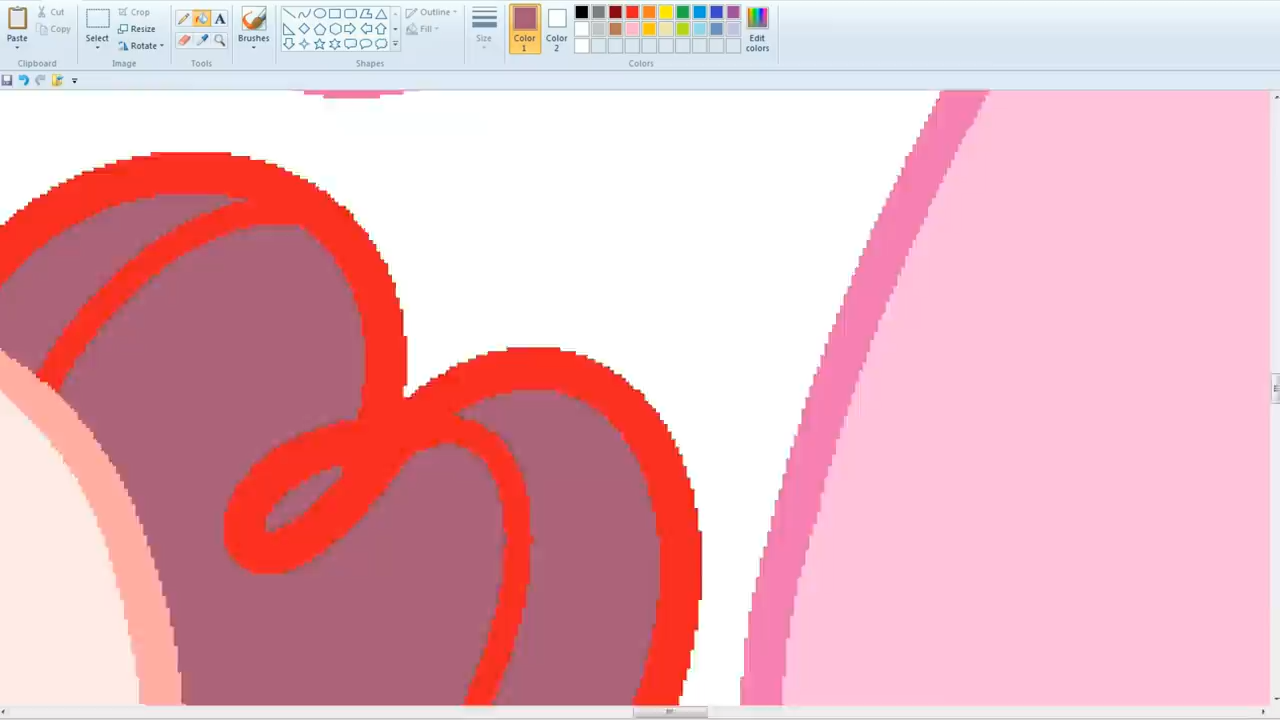 Paste
Cut
Copy
Clipboard
Select
Crop
Resize
Rotate
Image
A
Tools
Brushes
Outline
Fill
Shapes
Size
Color 1
Color 2
Edit colors
Colors